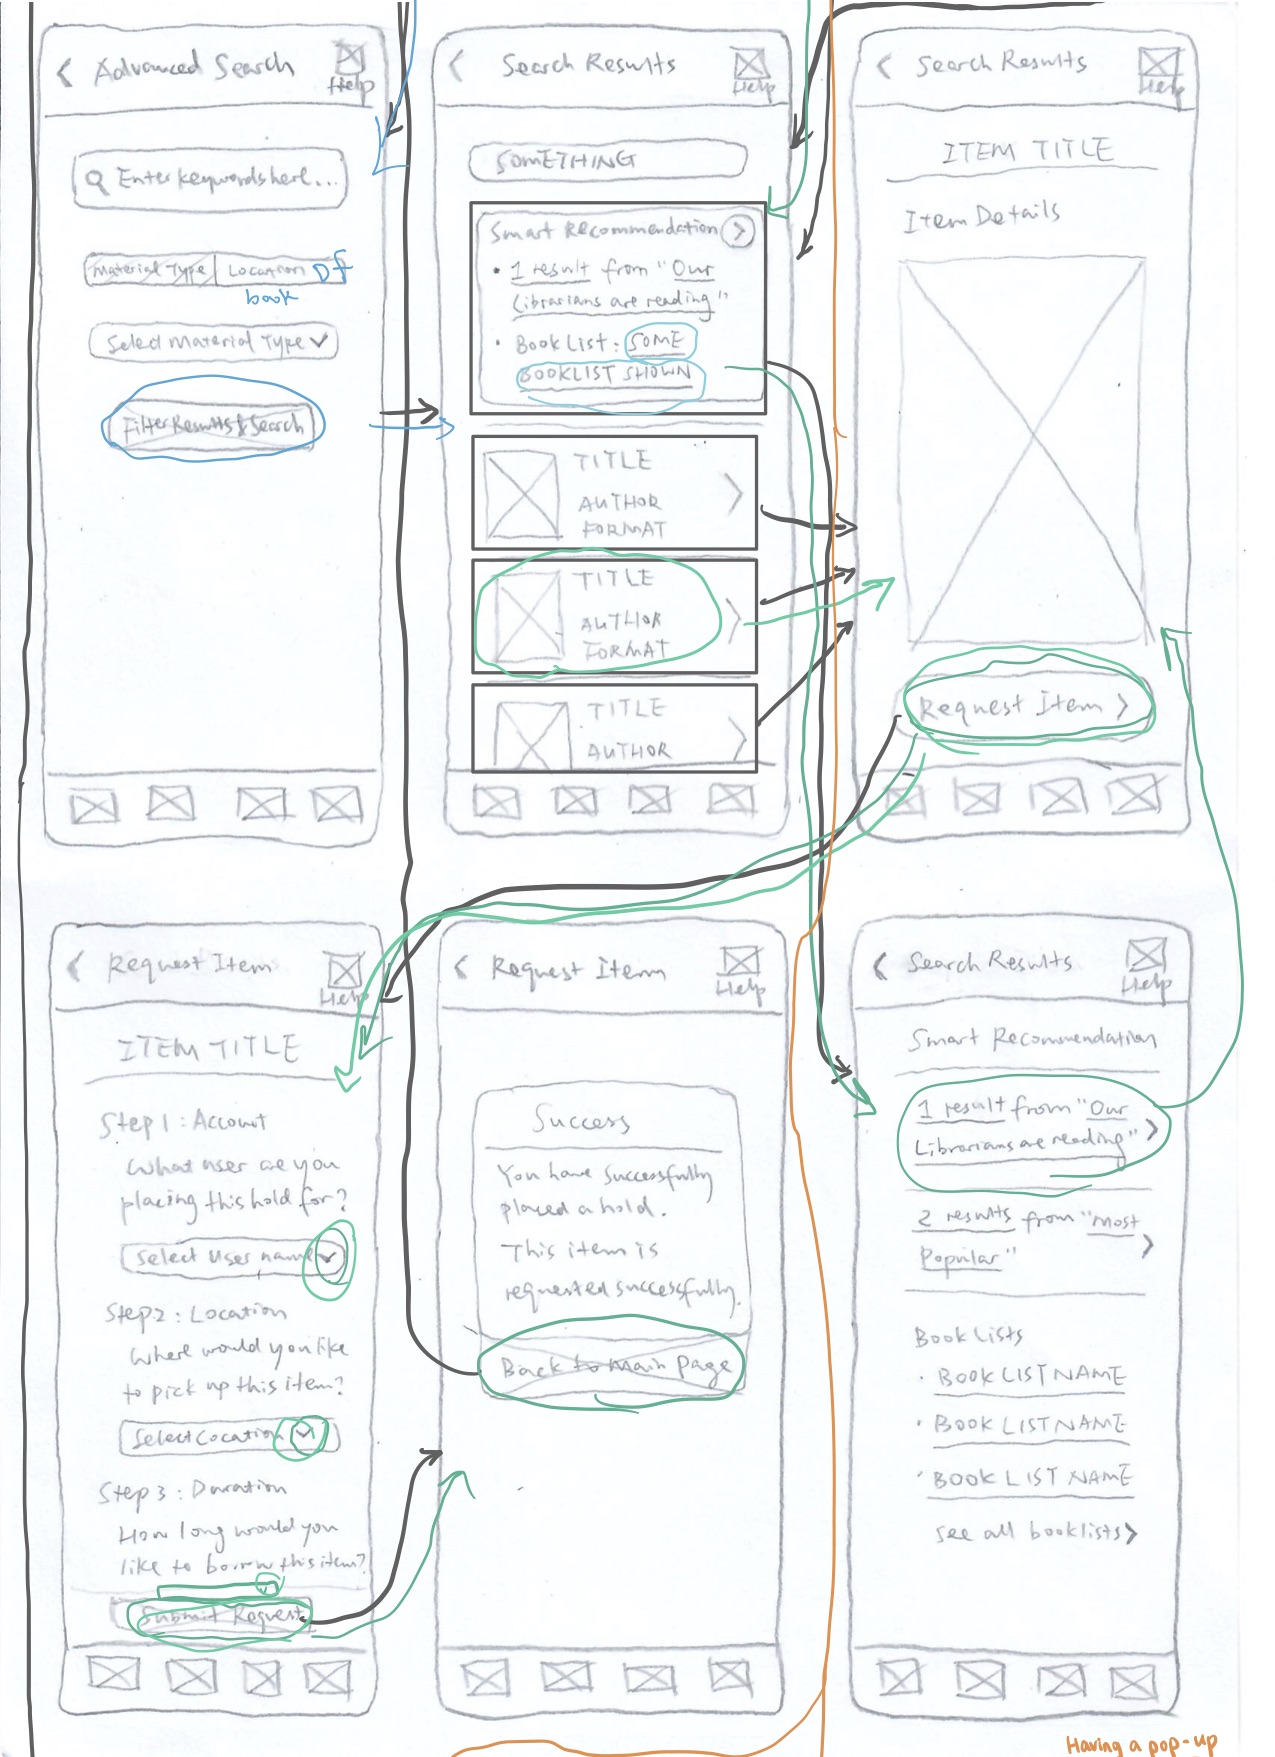 Advanced Search
Help
Enter keywords here...
Material Type
Location
of
book
Select Material Type
Filter Results & Search
Search Results
Help
SOMETHING
Smart Recommendation
• 1 result from "Our
Librarians are reading"
• Book List: SOME
BOOKLIST SHOWN
TITLE
AUTHOR
FORMAT
TITLE
AUTHOR
FORMAT
TITLE
AUTHOR
Search Results
Help
ITEM TITLE
Item Details
Request Item >
Request Item
Help
ITEM TITLE
Step 1: Account
What user are you
placing this hold for?
Select User name
Step 2: Location
Where would you like
to pick up this item?
Select Location
Step 3: Duration
How long would you
like to borrow this item?
Submit Request
Request Item
Help
Success
You have successfully
placed a hold.
This item is
requested successfully.
Back to Main Page
Search Results
Help
Smart Recommendation
1 result from "Our
Librarians are reading"
2 results from "Most
Popular"
Book Lists
• BOOK LIST NAME
• BOOK LIST NAME
• BOOK LIST NAME
see all booklists >
Having a pop-up